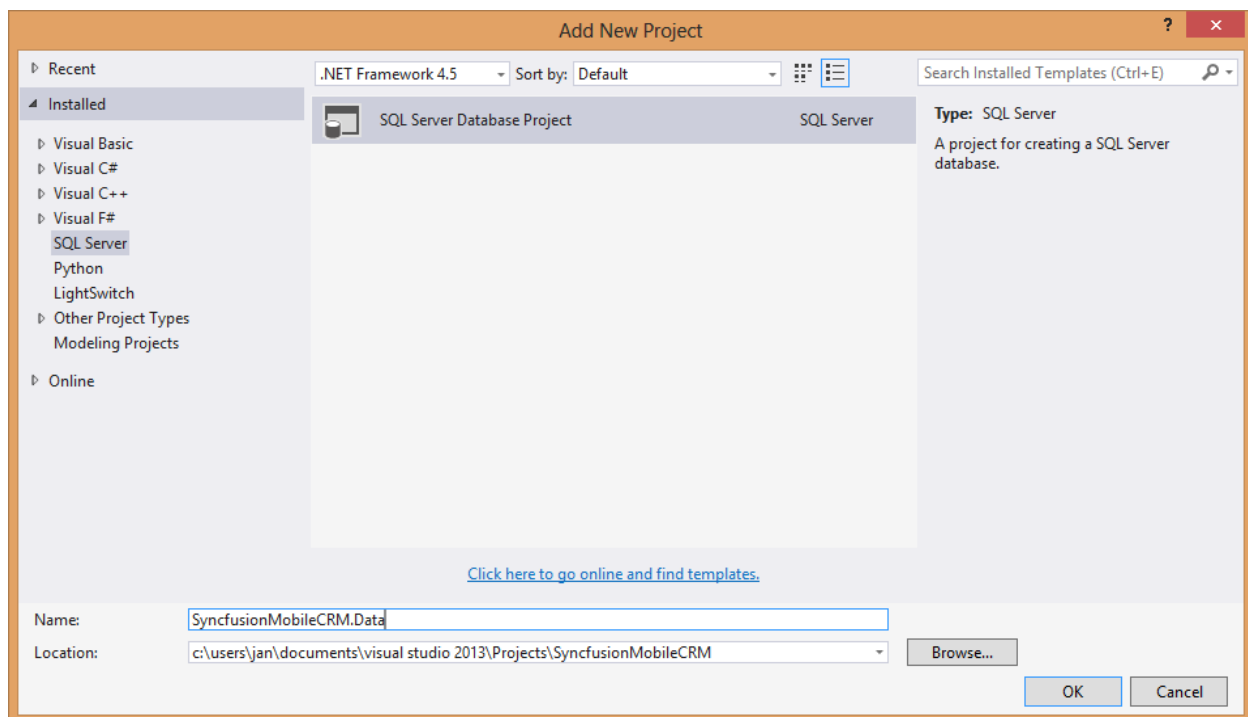 Add New Project
?
Recent
.NET Framework 4.5
Sort by: Default
Search Installed Templates (Ctrl+E)
Installed
SQL Server Database Project
SQL Server
Type: SQL Server
A project for creating a SQL Server
database.
Visual Basic
Visual C#
Visual C++
Visual F#
SQL Server
Python
LightSwitch
Other Project Types
Modeling Projects
Online
Click here to go online and find templates.
Name:
SyncfusionMobileCRM.Data
Location:
c:\users\jan\documents\visual studio 2013\Projects\SyncfusionMobileCRM
Browse...
OK
Cancel